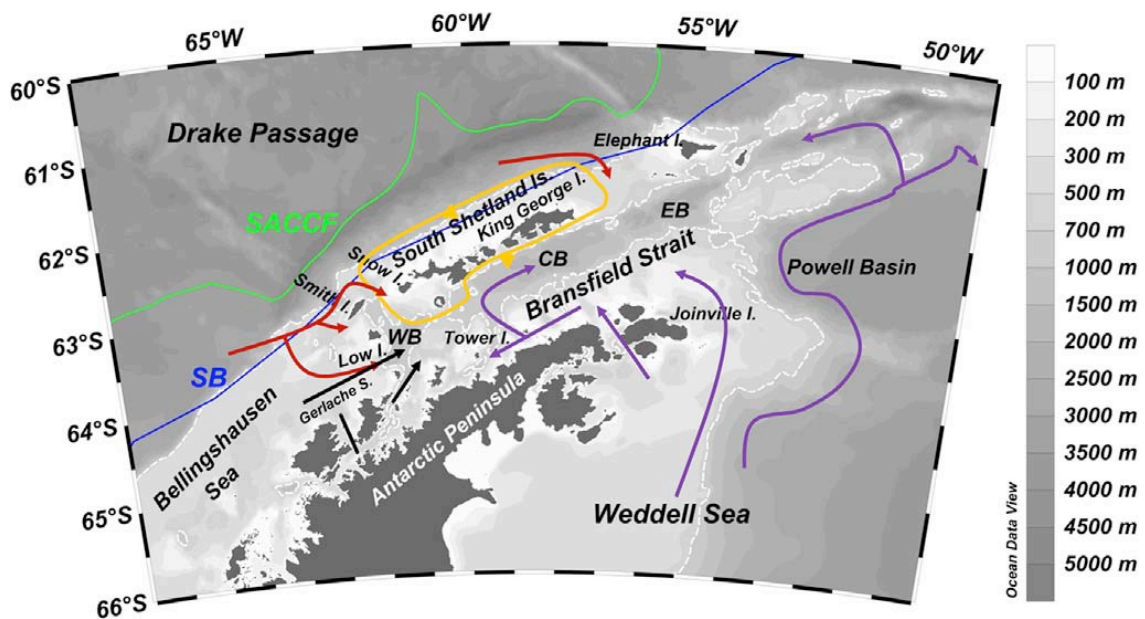 65°W
60°W
55°W
50°W
60°S
61°S
62°S
63°S
64°S
65°S
66°S
Drake Passage
SACCF
SB
Elephant I.
South Shetland Is.
King George I.
Snow I.
Smith I.
Low I.
Gerlache S.
WB
CB
EB
Bransfield Strait
Tower I.
Joinville I.
Powell Basin
Bellingshausen
Sea
Antarctic Peninsula
Weddell Sea
100 m
200 m
300 m
500 m
700 m
1000 m
1500 m
2000 m
2500 m
3000 m
3500 m
4000 m
4500 m
5000 m
Ocean Data View